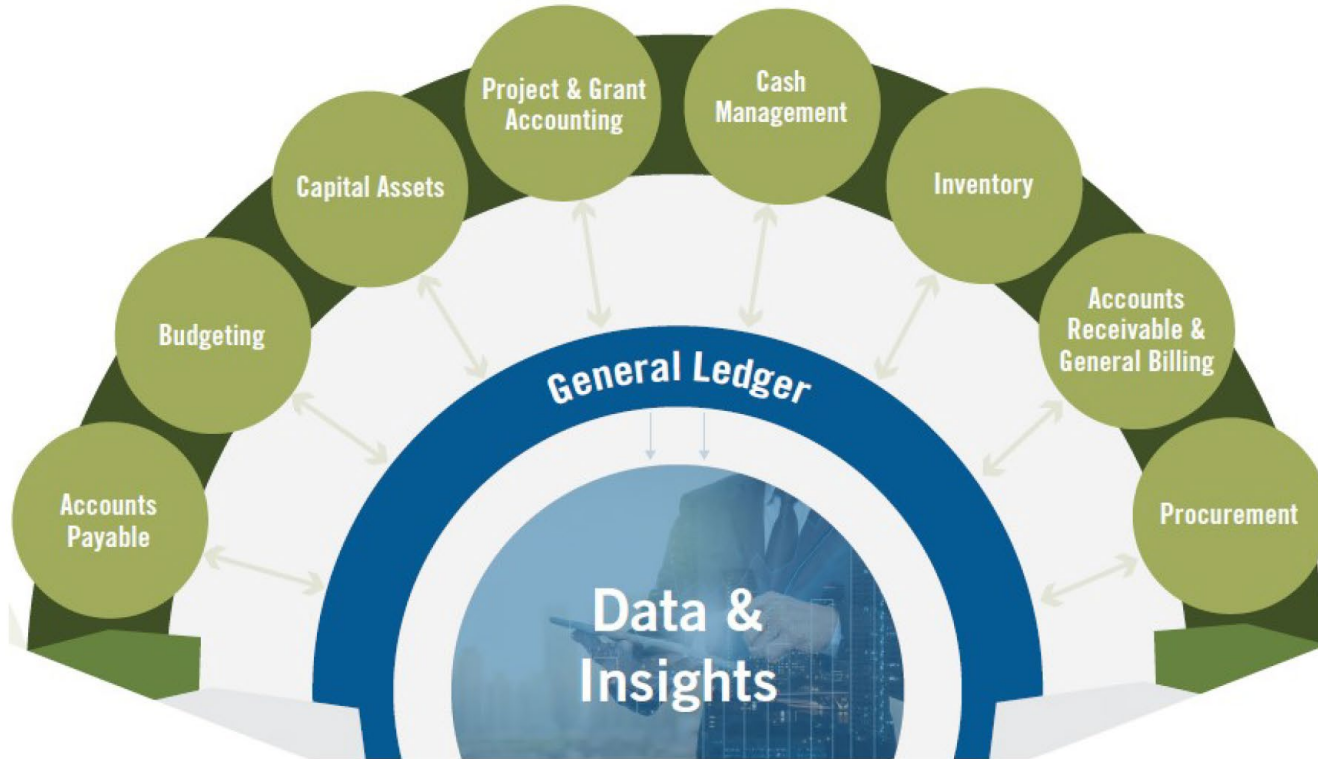 Project & Grant
Accounting
Cash
Management
Capital Assets
Inventory
Budgeting
Accounts
Receivable &
General Billing
Accounts
Payable
Procurement
General Ledger
Data &
Insights